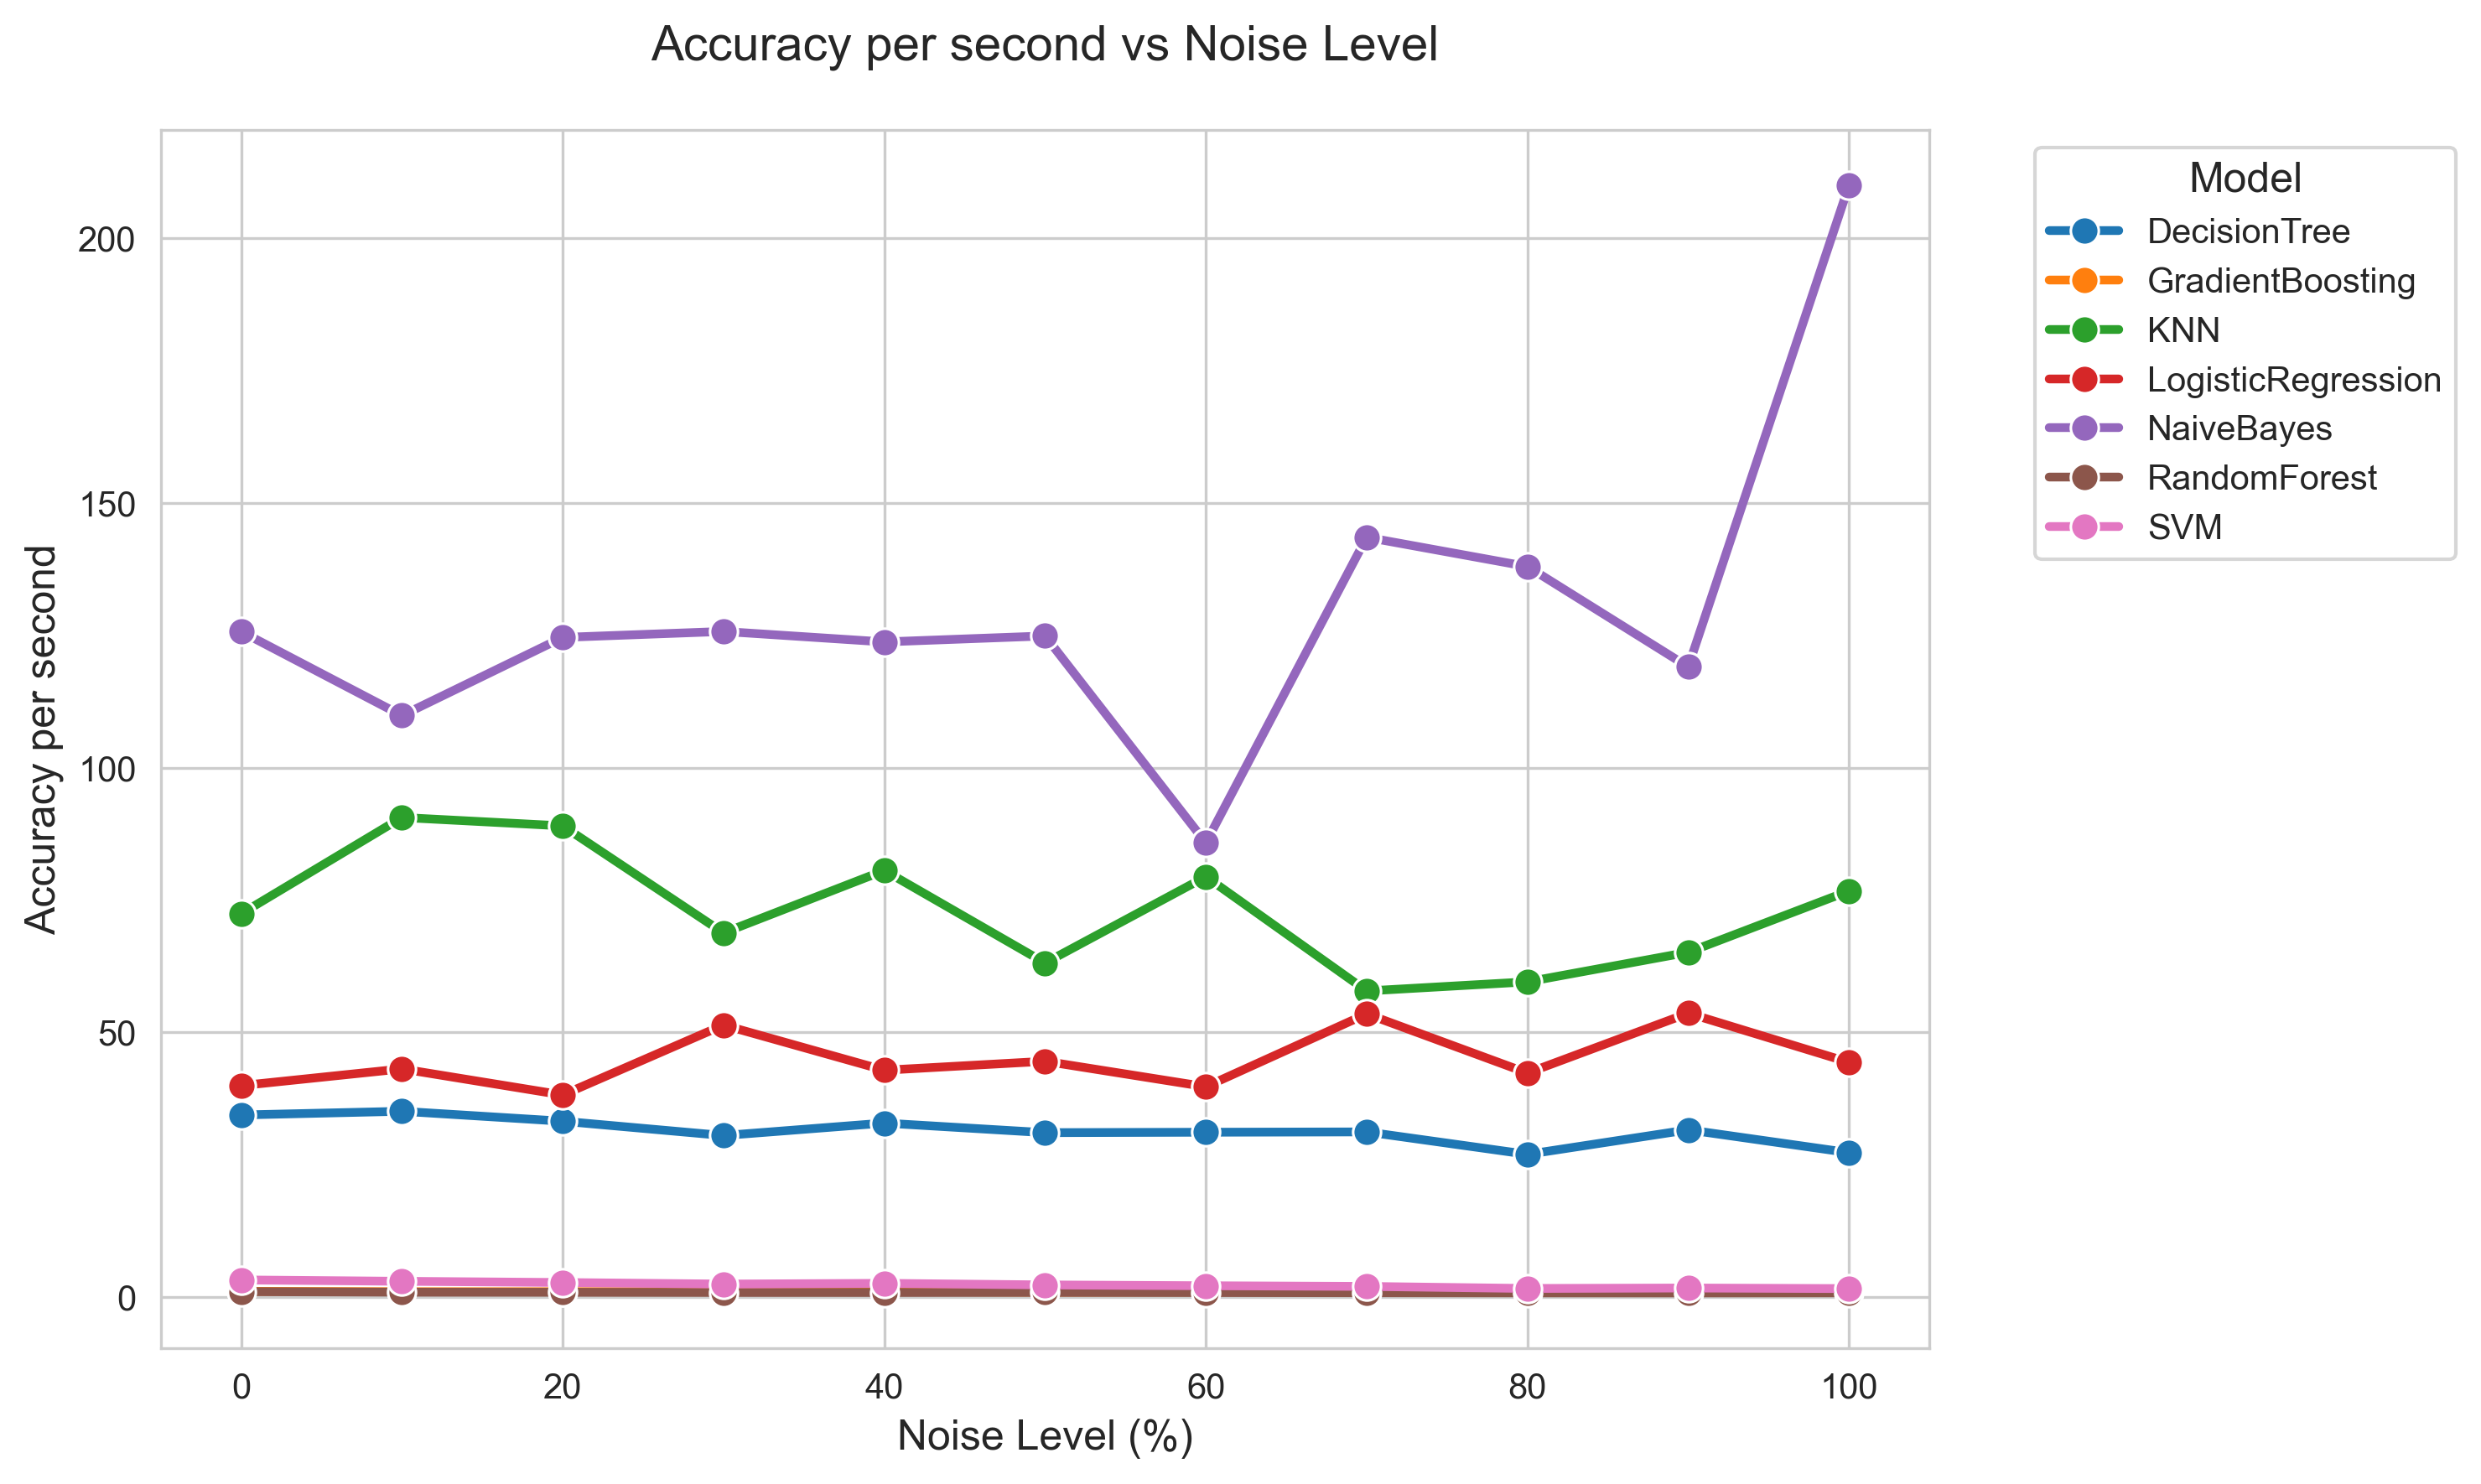 Accuracy per second vs Noise Level
Accuracy per second
200
150
100
50
0
0 20 40 60 80 100
Noise Level (%)
Model
DecisionTree
GradientBoosting
KNN
LogisticRegression
NaiveBayes
RandomForest
SVM